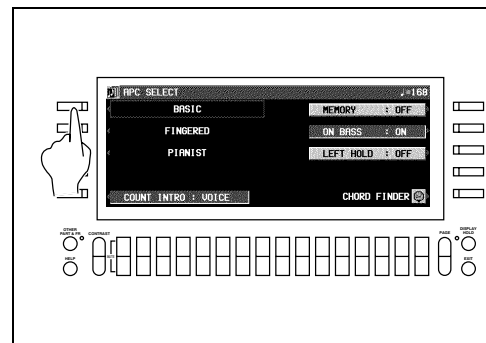 APC SELECT ♩=168
BASIC
MEMORY : OFF
FINGERED
ON BASS : ON
PIANIST
LEFT HOLD : OFF
COUNT INTRO : VOICE
CHORD FINDER
OTHER PART & FR
CONTRAST
MUTE
HELP
PAGE
DISPLAY HOLD
EXIT